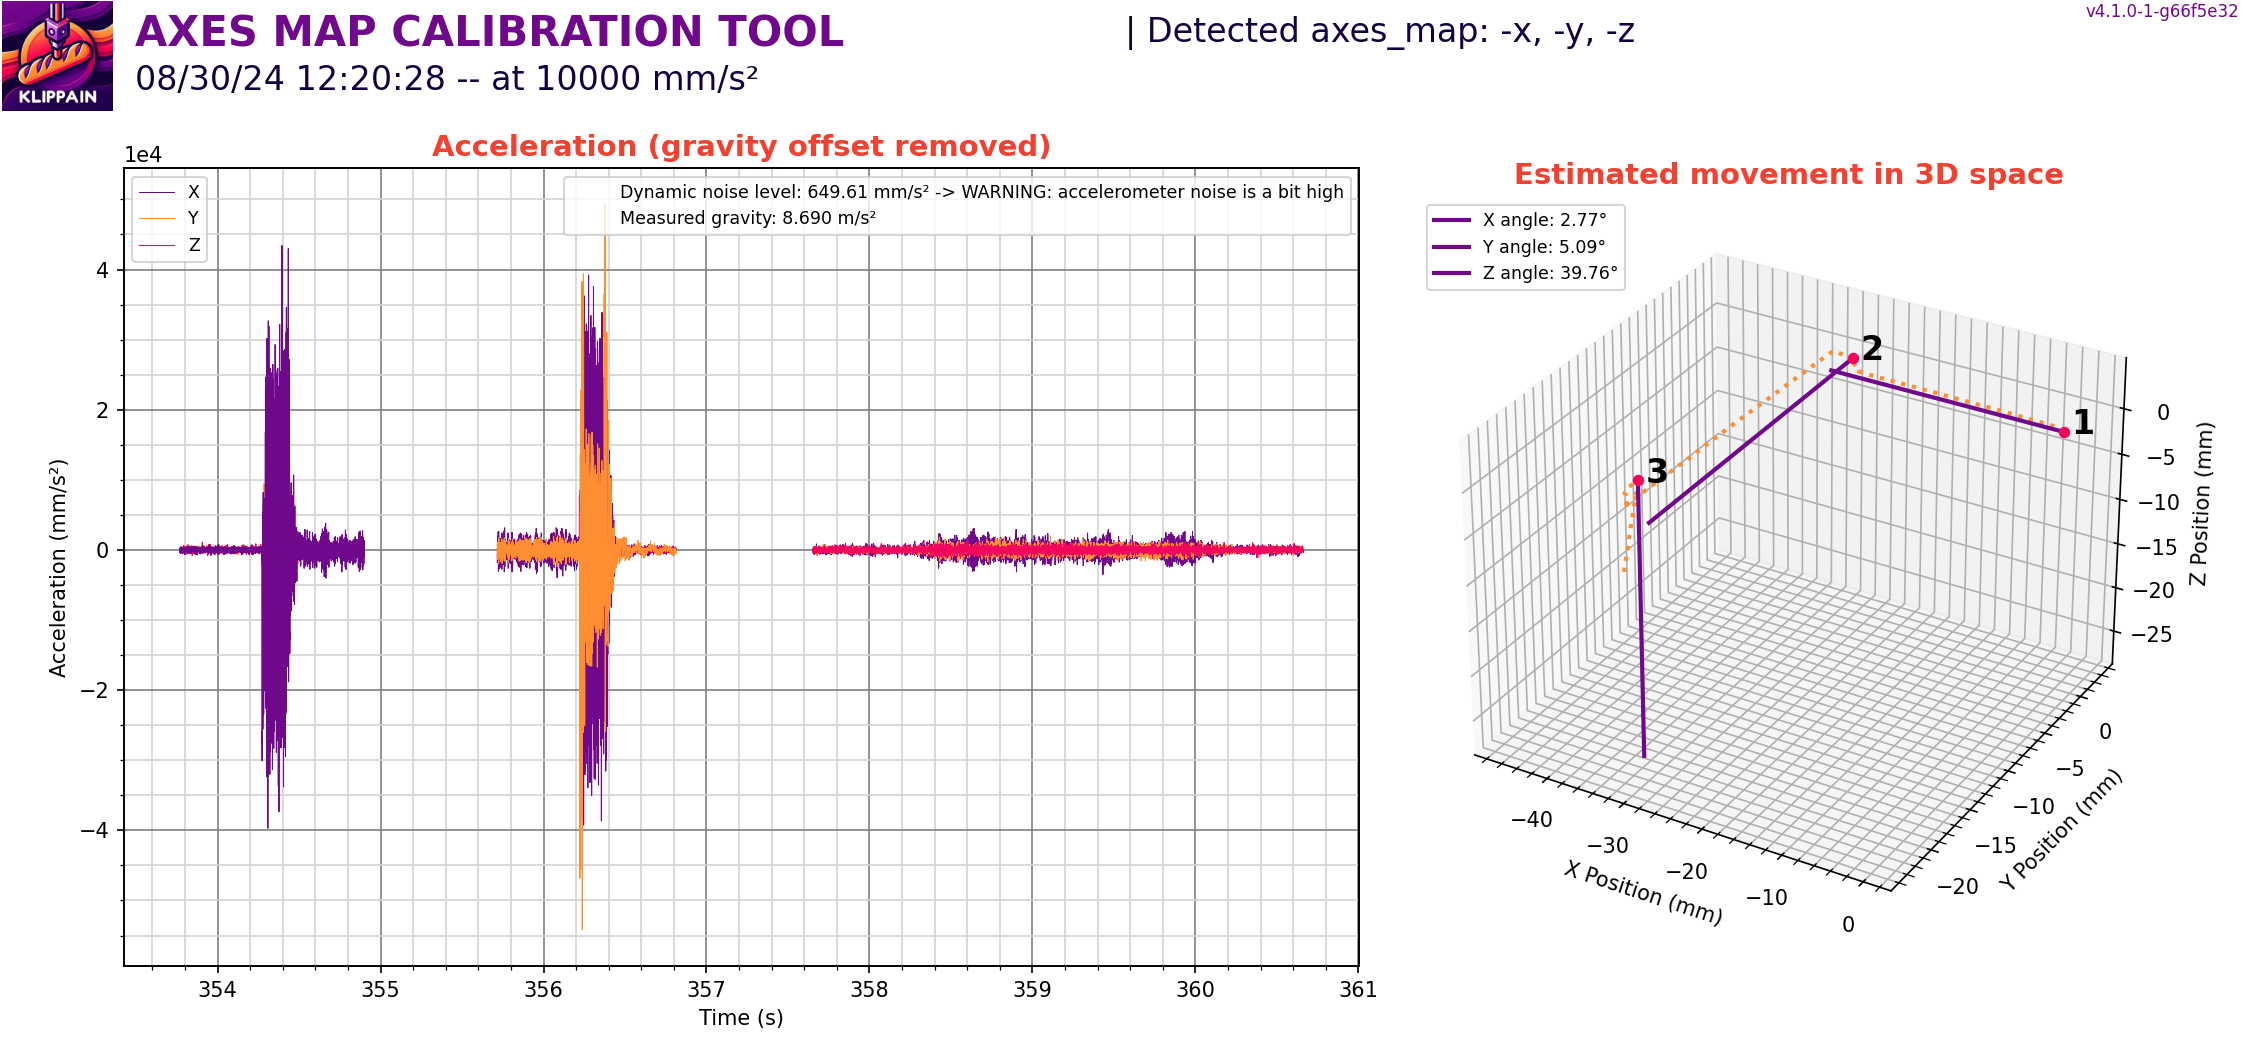 KLIPPAIN
AXES MAP CALIBRATION TOOL
08/30/24 12:20:28 -- at 10000 mm/s²
| Detected axes_map: -x, -y, -z
v4.1.0-1-g66f5e32
Acceleration (gravity offset removed)
1e4
X
Y
Z
Dynamic noise level: 649.61 mm/s² -> WARNING: accelerometer noise is a bit high
Measured gravity: 8.690 m/s²
4
2
0
−2
−4
Acceleration (mm/s²)
354
355
356
357
358
359
360
361
Time (s)
Estimated movement in 3D space
X angle: 2.77°
Y angle: 5.09°
Z angle: 39.76°
1
2
3
0
−5
−10
−15
−20
−25
Z Position (mm)
0
−5
−10
−15
−20
Y Position (mm)
−40
−30
−20
−10
0
X Position (mm)